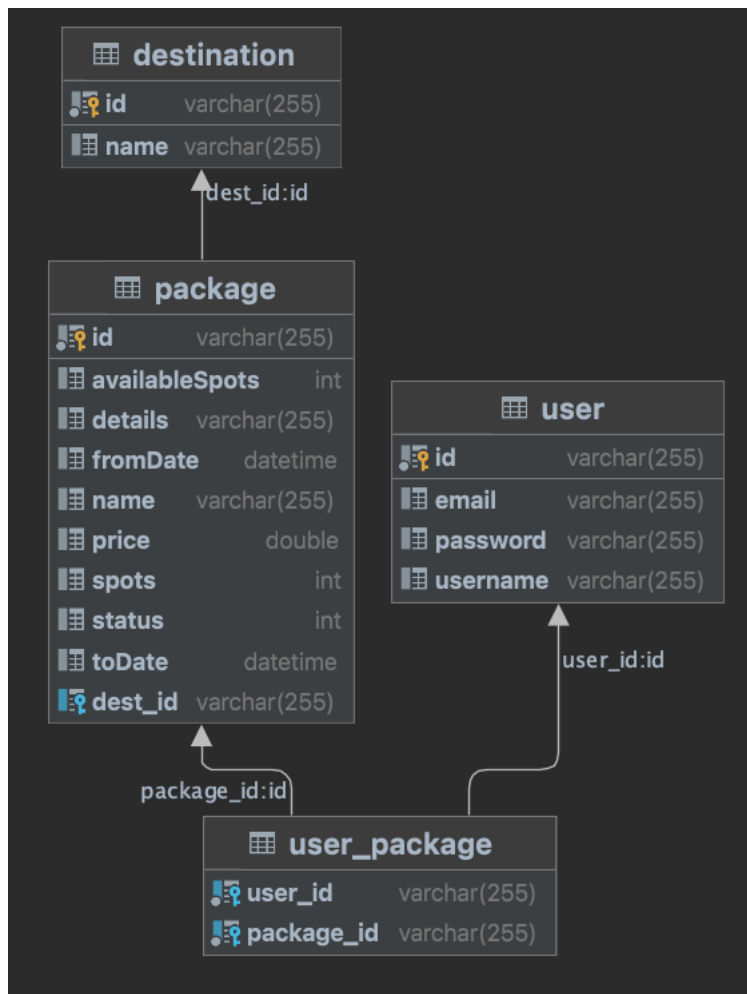 destination
id varchar(255)
name varchar(255)
dest_id:id
package
id varchar(255)
availableSpots int
details varchar(255)
fromDate datetime
name varchar(255)
price double
spots int
status int
toDate datetime
dest_id varchar(255)
user
id varchar(255)
email varchar(255)
password varchar(255)
username varchar(255)
user_id:id
package_id:id
user_package
user_id varchar(255)
package_id varchar(255)